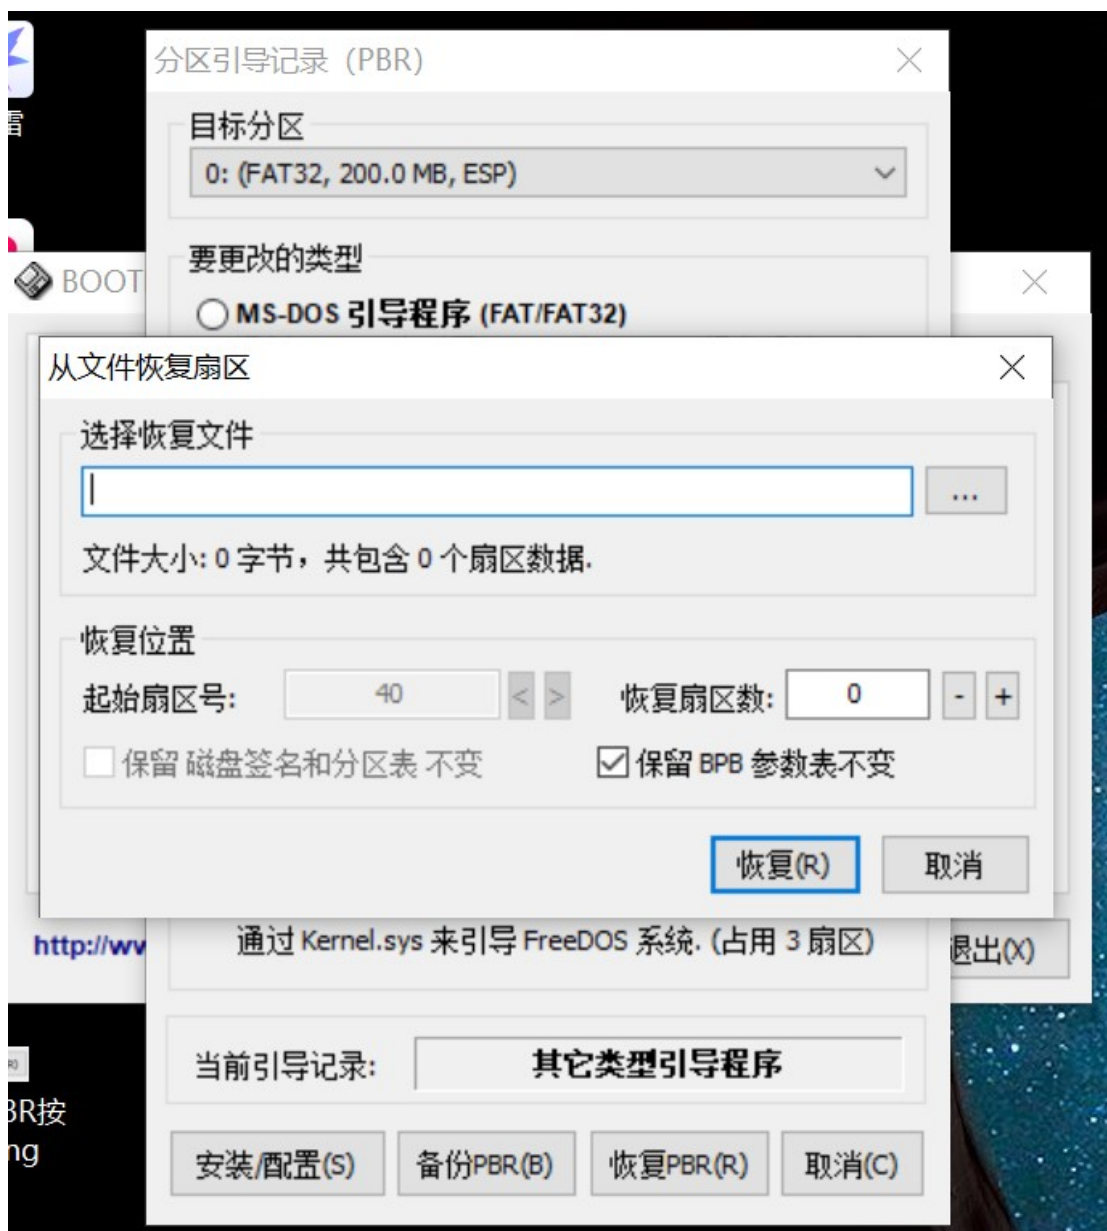 分区引导记录（PBR）
雷
目标分区
0: (FAT32, 200.0 MB, ESP)
要更改的类型
BOOT
MS-DOS 引导程序 (FAT/FAT32)
从文件恢复扇区
选择恢复文件
...
文件大小: 0 字节，共包含 0 个扇区数据.
恢复位置
起始扇区号: 40 < > 恢复扇区数: 0 - +
保留 磁盘签名和分区表 不变 保留 BPB 参数表不变
恢复(R) 取消
http://ww 通过 Kernel.sys 来引导 FreeDOS 系统. (占用 3 扇区) 退出(X)
当前引导记录: 其它类型引导程序
BR按
ng
安装/配置(S) 备份PBR(B) 恢复PBR(R) 取消(C)